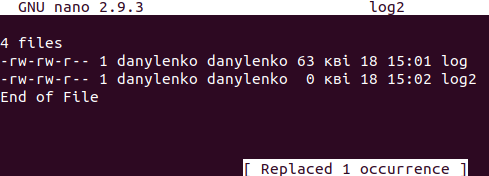 GNU nano 2.9.3 log2
4 files
-rw-rw-r-- 1 danylenko danylenko 63 кві 18 15:01 log
-rw-rw-r-- 1 danylenko danylenko  0 кві 18 15:02 log2
End of File
[ Replaced 1 occurrence ]